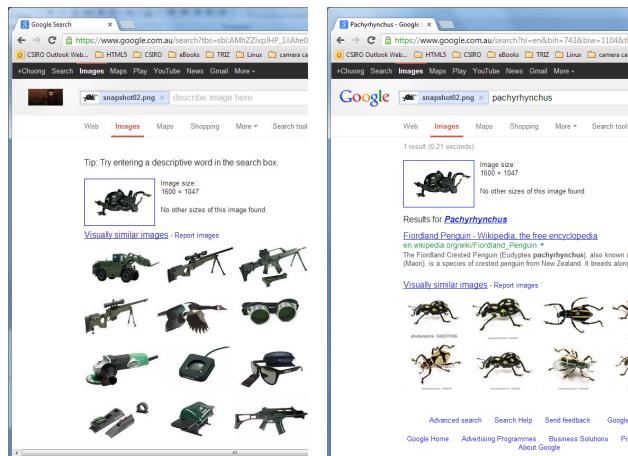 Google Search
https://www.google.com.au/search?tbs=sbi:AMhZZivpJHP_1iIAhe0
CSIRO Outlook Web... HTML5 CSIRO eBooks TRIZ Linux camera ca
+Chuong Search Images Maps Play YouTube News Gmail More
snapshot02.png × describe image here
Web Images Maps Shopping More Search tool
Tip: Try entering a descriptive word in the search box.
Image size:
1600 × 1047
No other sizes of this image found.
Visually similar images - Report images
Pachyrhynchus - Google
https://www.google.com.au/search?hl=en&bih=743&biw=1104&t
CSIRO Outlook Web... HTML5 CSIRO eBooks TRIZ Linux camera ca
+Chuong Search Images Maps Play YouTube News Gmail More
Google snapshot02.png × pachyrhynchus
Web Images Maps Shopping More Search tools
1 result (0.21 seconds)
Image size:
1600 × 1047
No other sizes of this image found.
Results for Pachyrhynchus
Fiordland Penguin - Wikipedia, the free encyclopedia
en.wikipedia.org/wiki/Fiordland_Penguin
The Fiordland Crested Penguin (Eudyptes pachyrhynchus), also known
(Maori), is a species of crested penguin from New Zealand. It breeds along
Visually similar images - Report images
Advanced search Search Help Send feedback Google
Google Home Advertising Programmes Business Solutions Pr
About Google